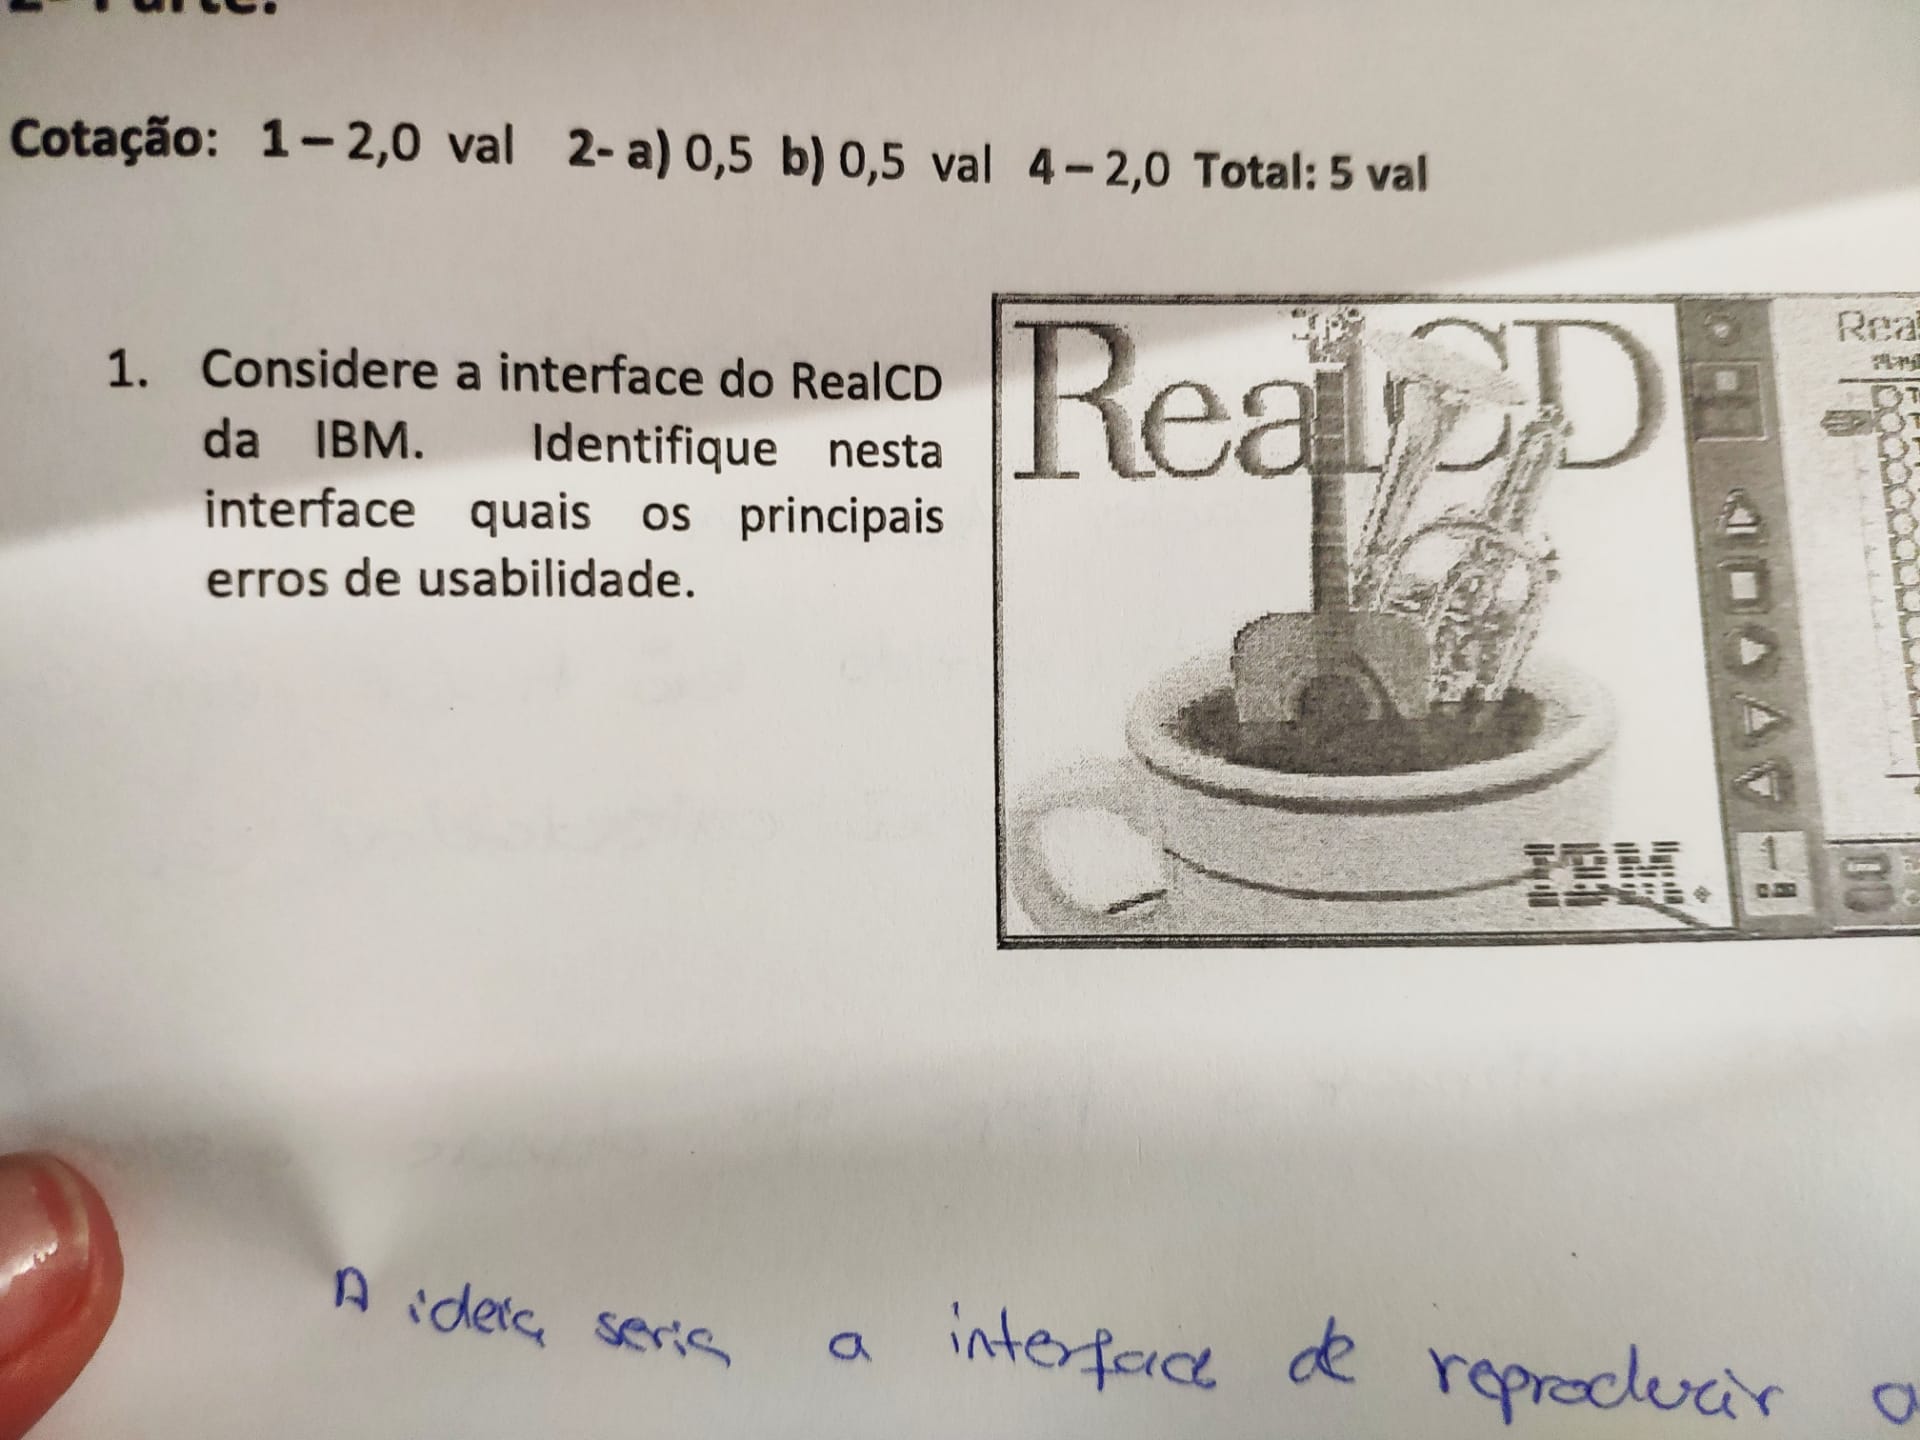 Cotação: 1 – 2,0 val 2- a) 0,5 b) 0,5 val 4 – 2,0 Total: 5 val
1. Considere a interface do RealCD
da IBM. Identifique nesta
interface quais os principais
erros de usabilidade.
RealCD
Real
IBM
1
A ideia seria a interface de reproducir a